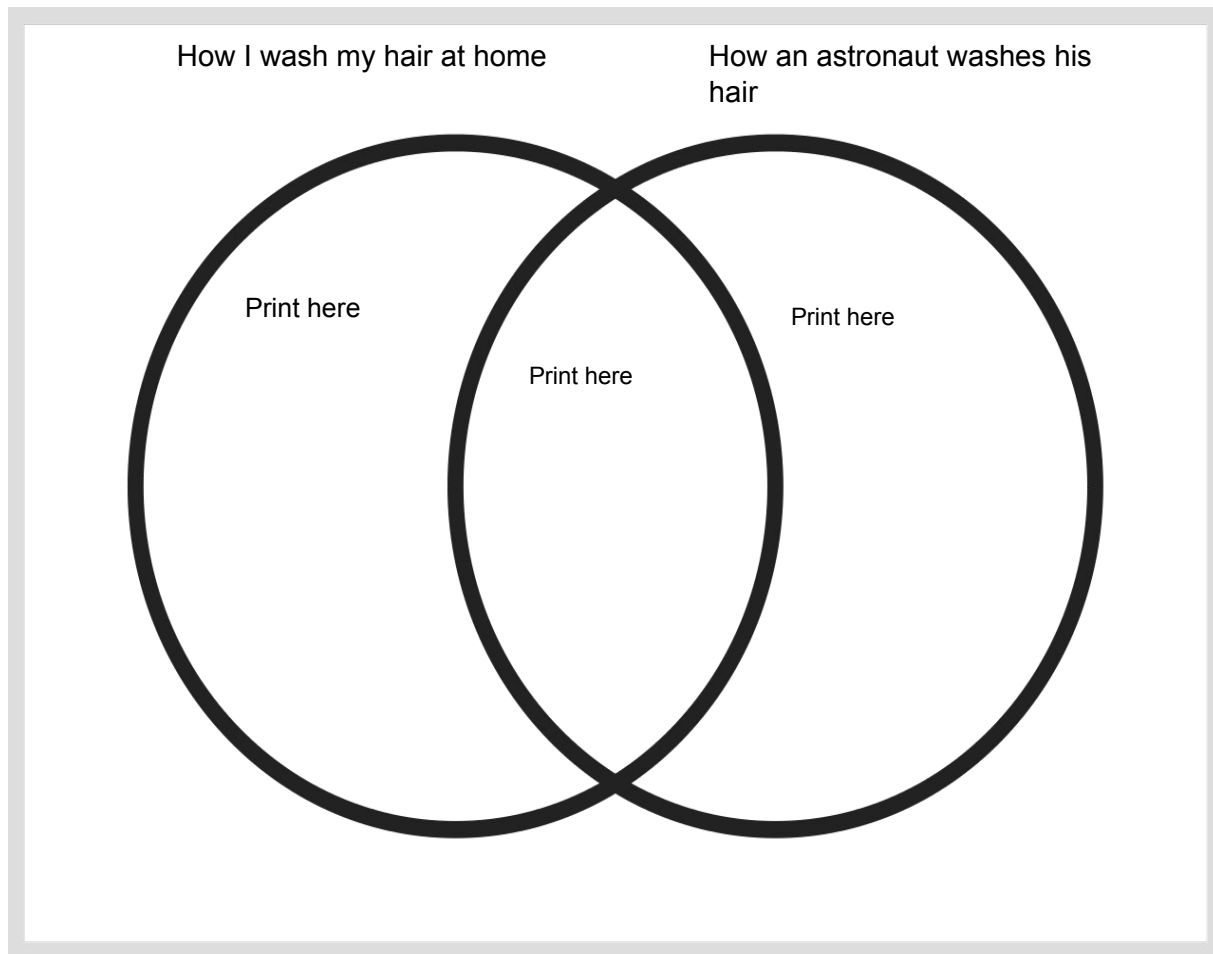 How I wash my hair at home
How an astronaut washes his
hair
Print here
Print here
Print here